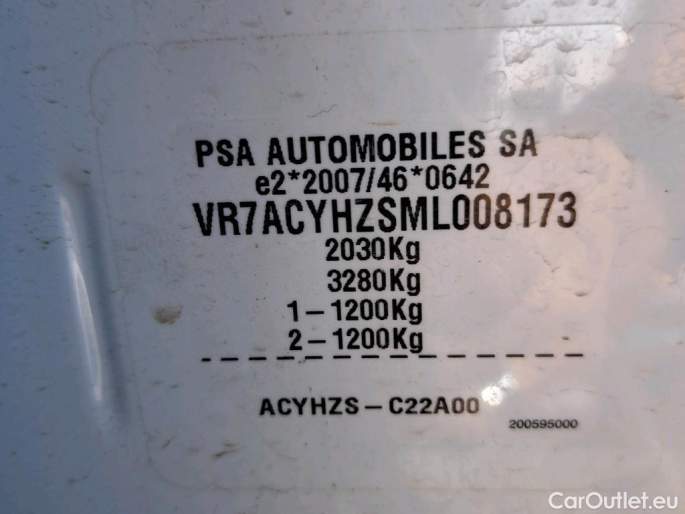 PSA AUTOMOBILES SA
e2*2007/46*0642
VR7ACYHZSML008173
2030Kg
3280Kg
1-1200Kg
2-1200Kg
ACYHZS-C22A00
200595000
CarOutlet.eu